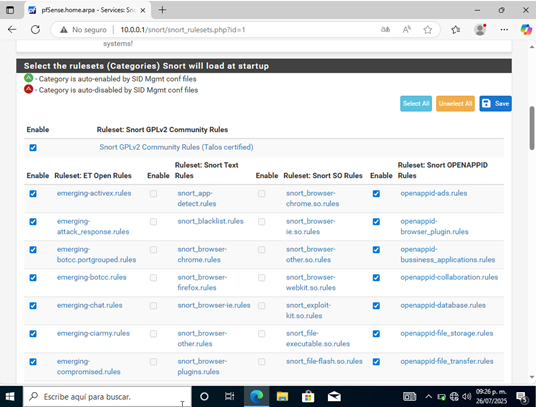 pfSense.home.arpa - Services: Sn
No seguro
10.0.0.1/snort/snort_rulesets.php?id=1
systems!
Select the rulesets (Categories) Snort will load at startup
- Category is auto-enabled by SID Mgmt conf files
- Category is auto-disabled by SID Mgmt conf files
Select All
Unselect All
Save
Enable
Ruleset: Snort GPLv2 Community Rules
Snort GPLv2 Community Rules (Talos certified)
Enable
Ruleset: ET Open Rules
Enable
Ruleset: Snort Text
Rules
Enable
Ruleset: Snort SO Rules
Enable
Ruleset: Snort OPENAPPID
Rules
emerging-activex.rules
snort_app-
detect.rules
snort_browser-
chrome.so.rules
openappid-ads.rules
emerging-
attack_response.rules
snort_blacklist.rules
snort_browser-
ie.so.rules
openappid-
browser_plugin.rules
emerging-
botcc.portgrouped.rules
snort_browser-
chrome.rules
snort_browser-
other.so.rules
openappid-
bussiness_applications.rules
emerging-botcc.rules
snort_browser-
firefox.rules
snort_browser-
webkit.so.rules
openappid-collaboration.rules
emerging-chat.rules
snort_browser-ie.rules
snort_exploit-
kit.so.rules
openappid-database.rules
emerging-ciarmy.rules
snort_browser-
other.rules
snort_file-
executable.so.rules
openappid-file_storage.rules
emerging-
compromised.rules
snort_browser-
plugins.rules
snort_file-flash.so.rules
openappid-file_transfer.rules
Escribe aquí para buscar.
09:26 p. m.
26/07/2025